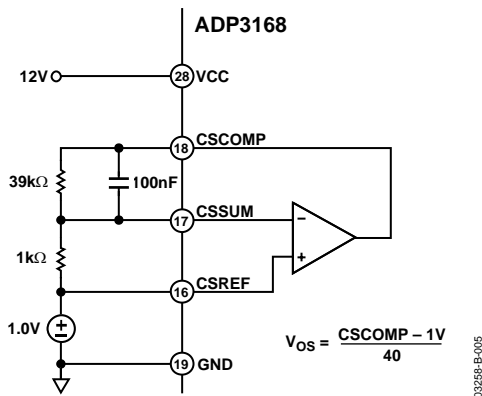 ADP3168
12V
28 VCC
18 CSCOMP
39kΩ
100nF
17 CSSUM
1kΩ
16 CSREF
1.0V
19 GND
–
+
V_OS = CSCOMP – 1V
40
03258-B-005